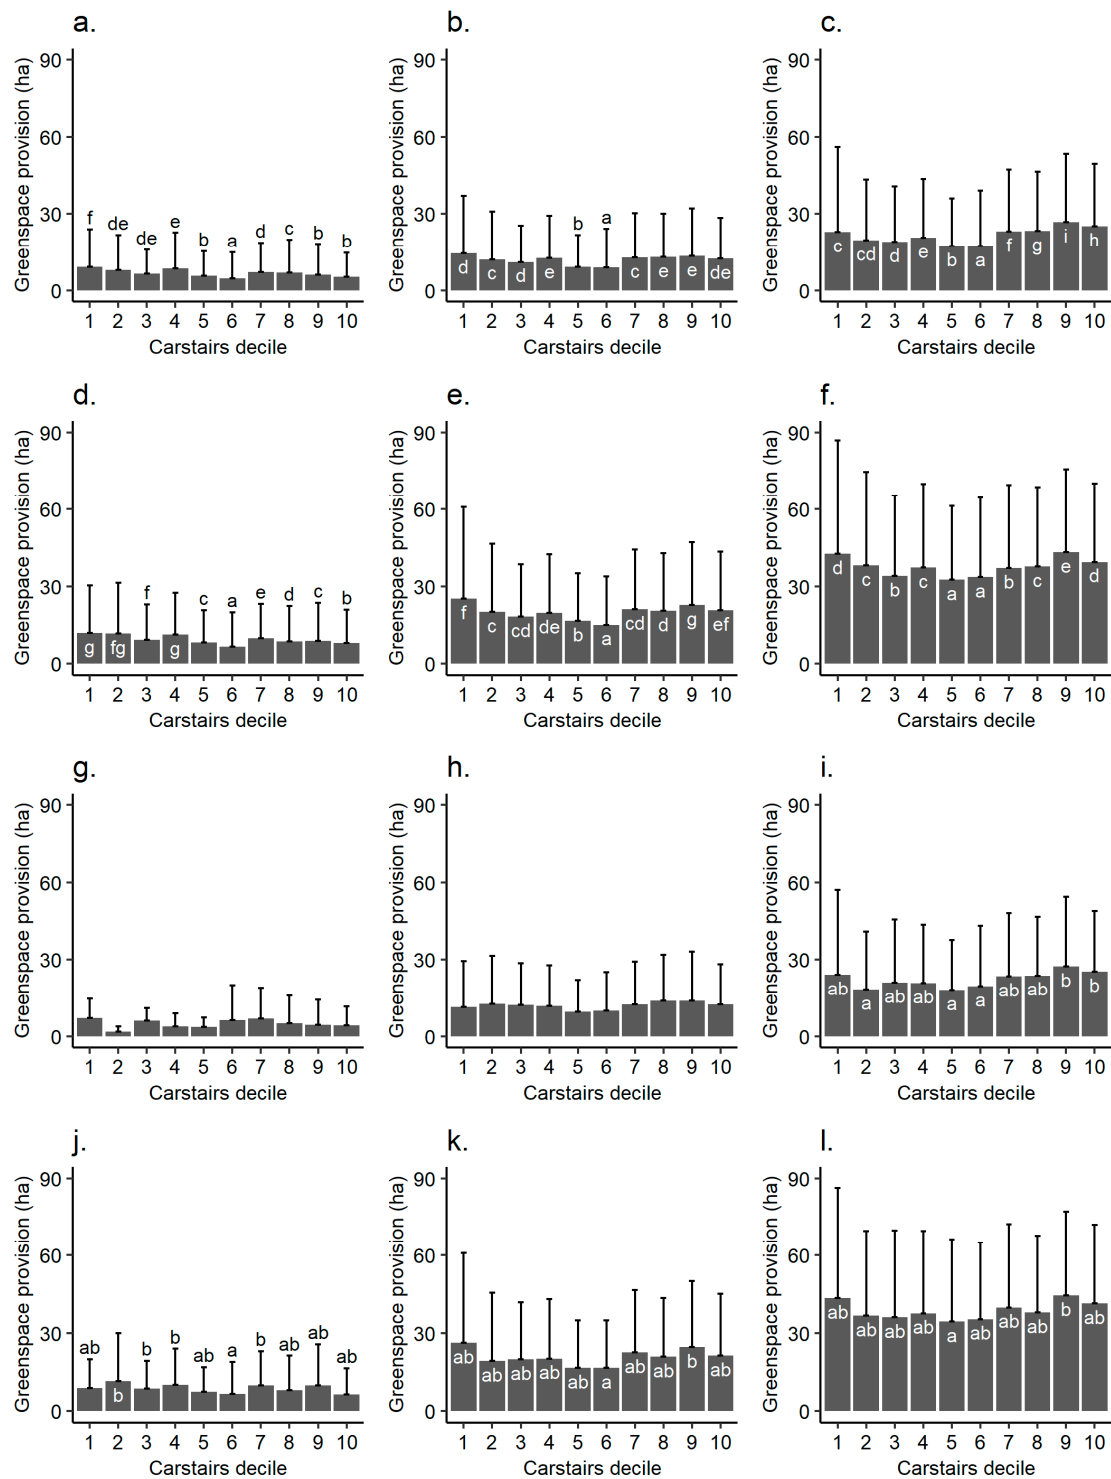 a. b. c.
Greenspace provision (ha) Greenspace provision (ha) Greenspace provision (ha)
90 90 90
60 60 60
30 30 30
0 0 0
f de de e b a d c b b
b a
d c d e c e e de
c cd d e b a f g i h
1 2 3 4 5 6 7 8 9 10 1 2 3 4 5 6 7 8 9 10 1 2 3 4 5 6 7 8 9 10
Carstairs decile Carstairs decile Carstairs decile
d. e. f.
Greenspace provision (ha) Greenspace provision (ha) Greenspace provision (ha)
90 90 90
60 60 60
30 30 30
0 0 0
f c a e d c b
g fg g
f c cd de b a cd d g ef
d c b c a a b c e d
1 2 3 4 5 6 7 8 9 10 1 2 3 4 5 6 7 8 9 10 1 2 3 4 5 6 7 8 9 10
Carstairs decile Carstairs decile Carstairs decile
g. h. i.
Greenspace provision (ha) Greenspace provision (ha) Greenspace provision (ha)
90 90 90
60 60 60
30 30 30
0 0 0
ab a ab ab a a ab ab b b
1 2 3 4 5 6 7 8 9 10 1 2 3 4 5 6 7 8 9 10 1 2 3 4 5 6 7 8 9 10
Carstairs decile Carstairs decile Carstairs decile
j. k. l.
Greenspace provision (ha) Greenspace provision (ha) Greenspace provision (ha)
90 90 90
60 60 60
30 30 30
0 0 0
ab b b ab a b ab ab ab
b
ab ab ab ab ab a ab ab b ab
ab ab ab ab a ab ab ab b ab
1 2 3 4 5 6 7 8 9 10 1 2 3 4 5 6 7 8 9 10 1 2 3 4 5 6 7 8 9 10
Carstairs decile Carstairs decile Carstairs decile